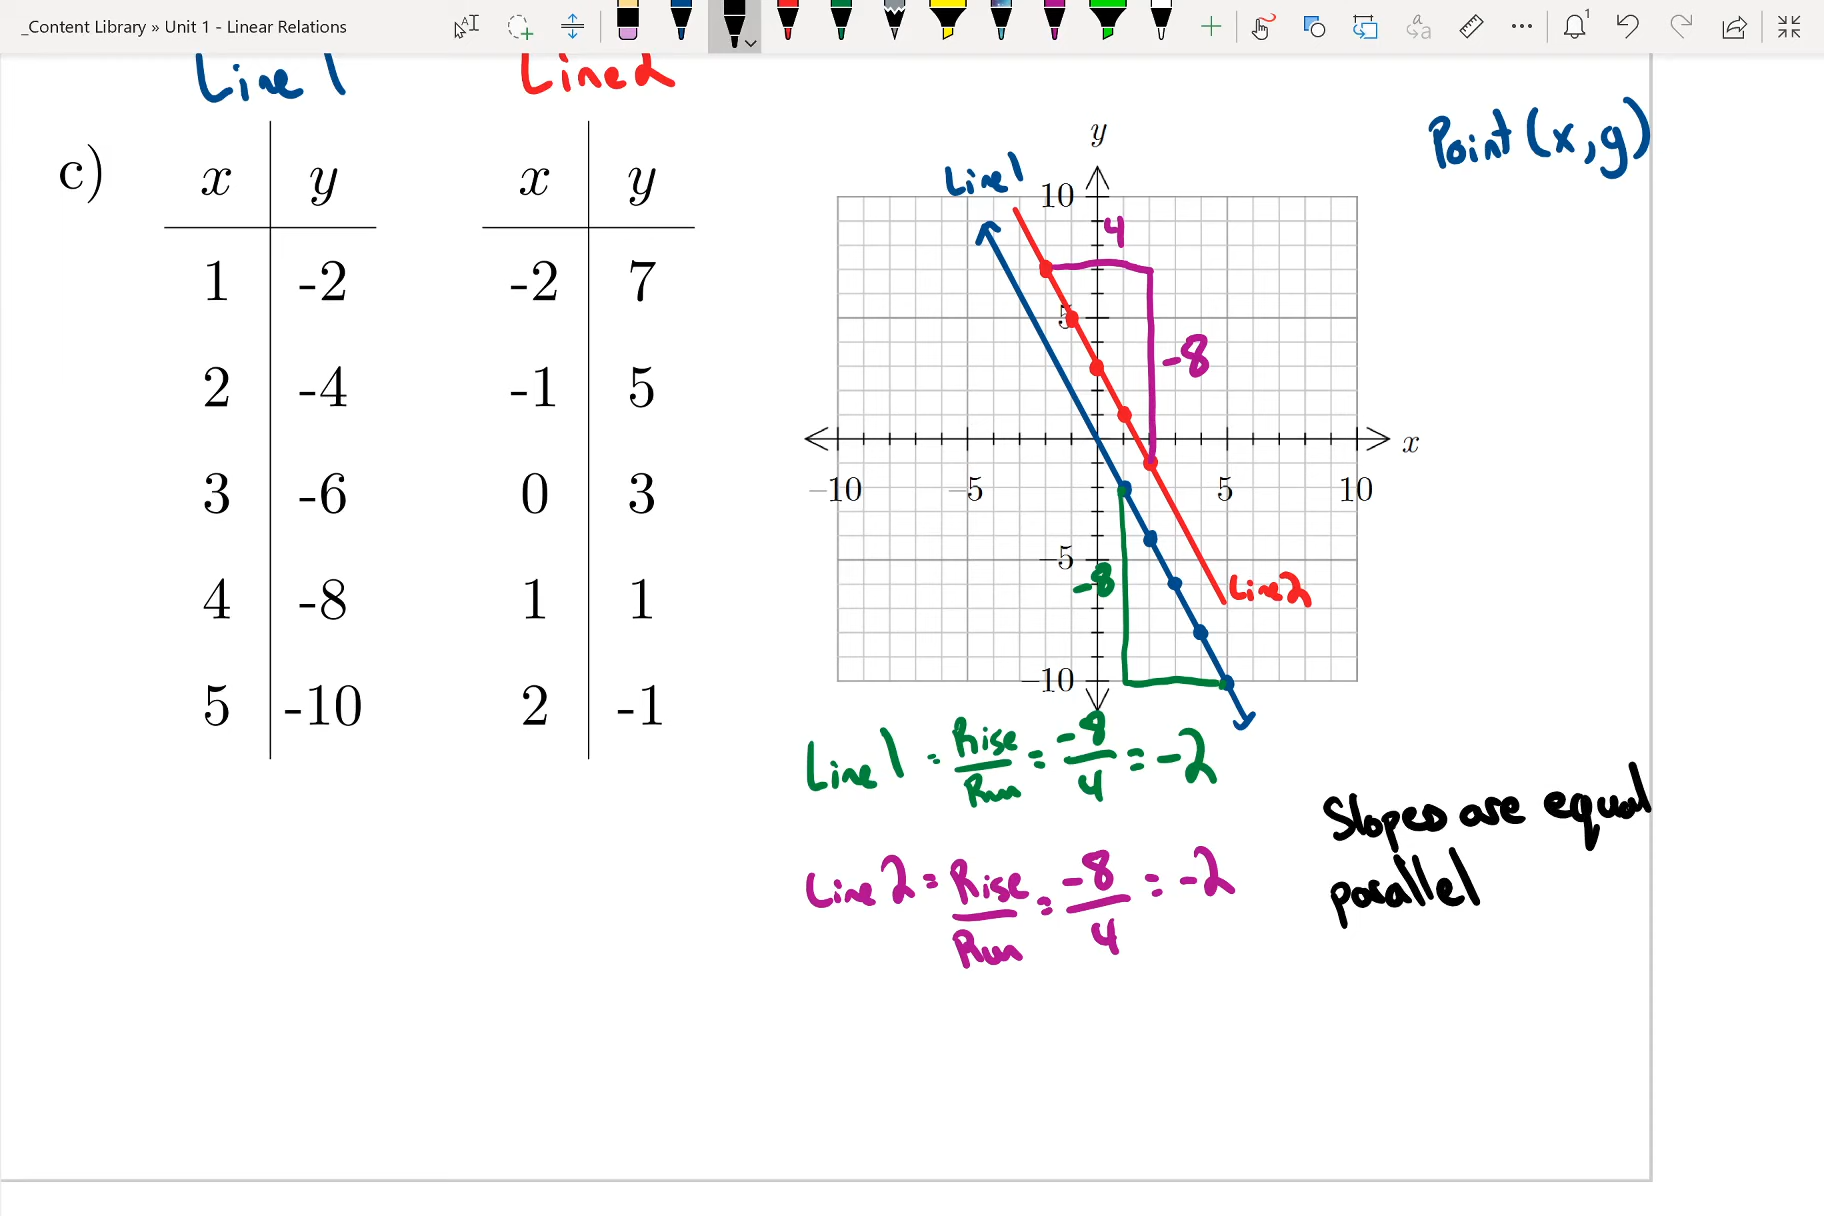 _Content Library » Unit 1 - Linear Relations
1
Line 1
Line 2
c)
x y
1 -2
2 -4
3 -6
4 -8
5 -10
x y
-2 7
-1 5
0 3
1 1
2 -1
Point (x, y)
y
Line 1
10
4
5
-8
x
−10
−5
5
10
−5
-8
−10
Line 2
Line 1 = Rise/Run = -8/4 = -2
Line 2 = Rise/Run = -8/4 = -2
Slopes are equal
parallel